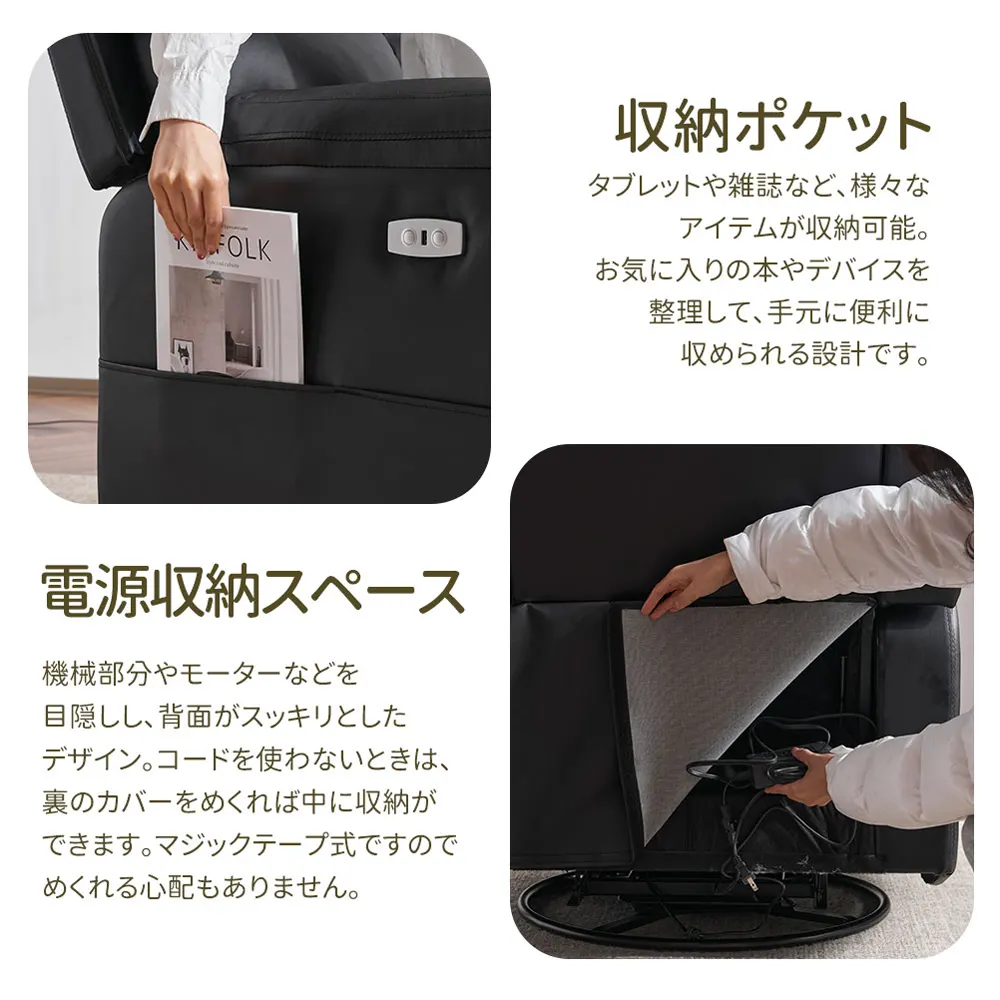 収納ポケット
タブレットや雑誌など、様々な
アイテムが収納可能。
お気に入りの本やデバイスを
整理して、手元に便利に
収められる設計です。
FOLK
電源収納スペース
機械部分やモーターなどを
目隠しし、背面がスッキリとした
デザイン。コードを使わないときは、
裏のカバーをめくれば中に収納が
できます。マジックテープ式ですので
めくれる心配もありません。